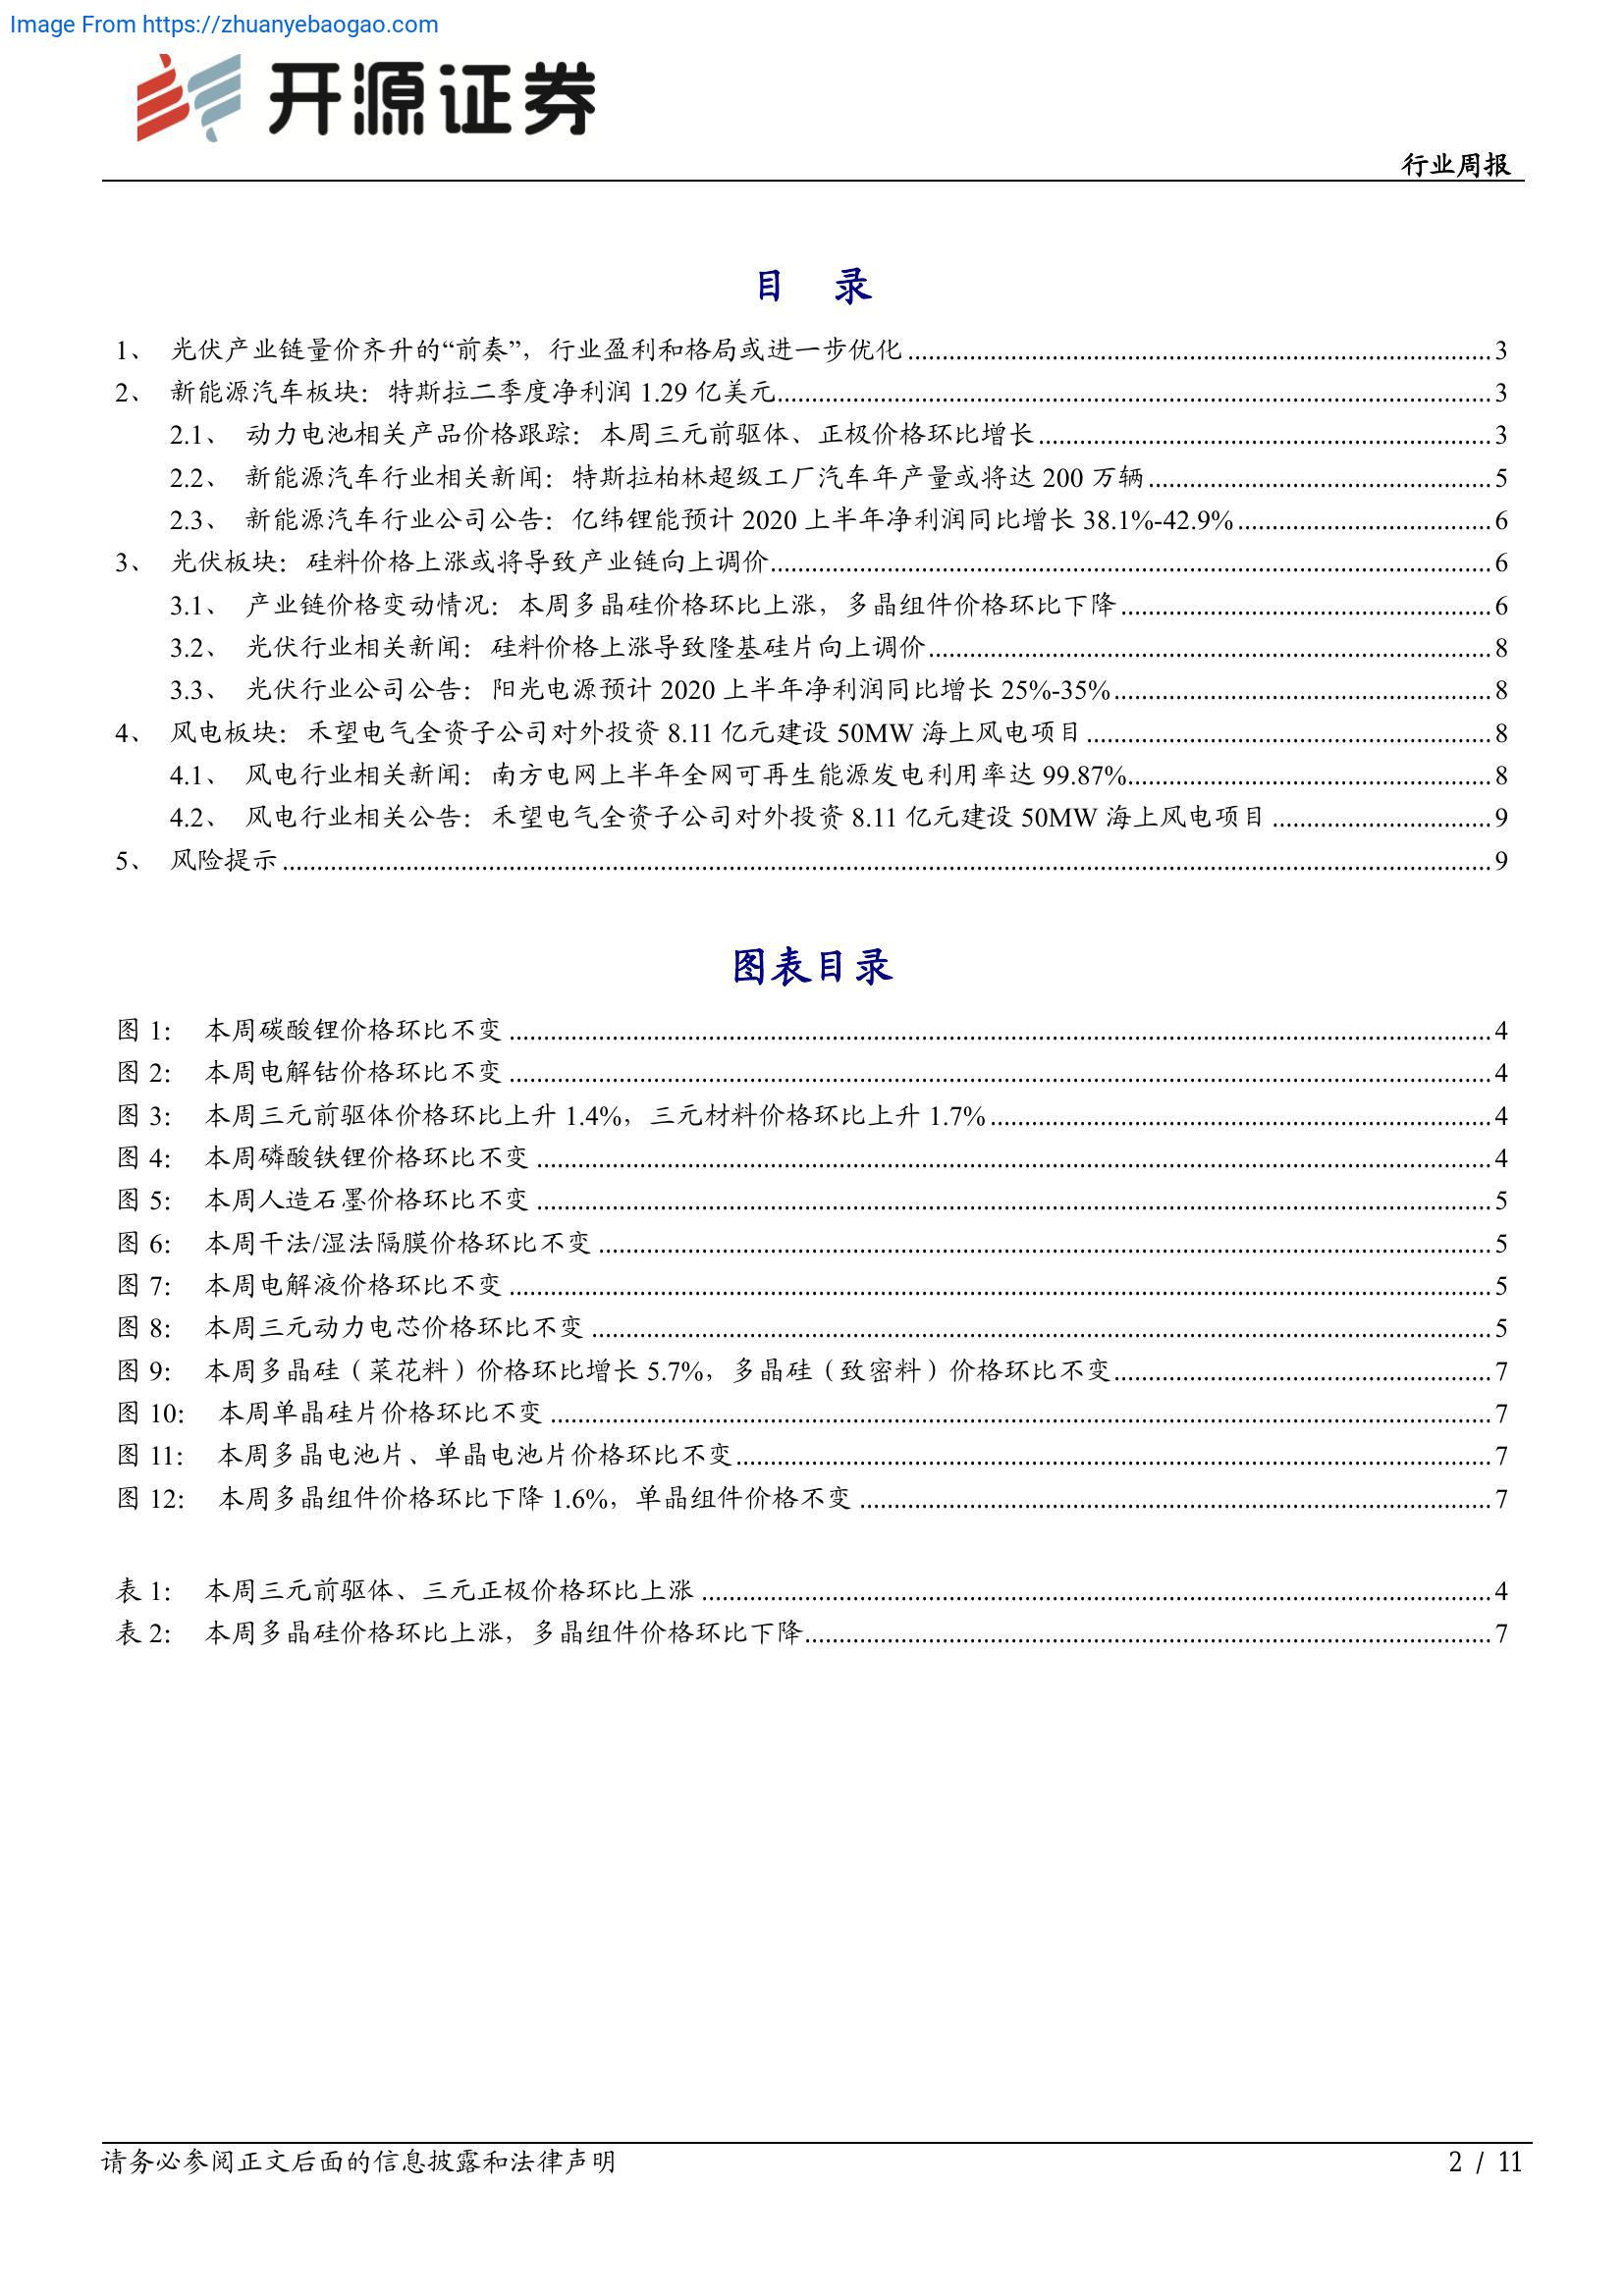 Image From https://zhuanyebaogao.com
开源证券
行业周报
目 录
1、 光伏产业链量价齐升的“前奏”，行业盈利和格局或进一步优化 3
2、 新能源汽车板块：特斯拉二季度净利润 1.29 亿美元 3
2.1、 动力电池相关产品价格跟踪：本周三元前驱体、正极价格环比增长 3
2.2、 新能源汽车行业相关新闻：特斯拉柏林超级工厂汽车年产量或将达 200 万辆 5
2.3、 新能源汽车行业公司公告：亿纬锂能预计 2020 上半年净利润同比增长 38.1%-42.9% 6
3、 光伏板块：硅料价格上涨或将导致产业链向上调价 6
3.1、 产业链价格变动情况：本周多晶硅价格环比上涨，多晶组件价格环比下降 6
3.2、 光伏行业相关新闻：硅料价格上涨导致隆基硅片向上调价 8
3.3、 光伏行业公司公告：阳光电源预计 2020 上半年净利润同比增长 25%-35% 8
4、 风电板块：禾望电气全资子公司对外投资 8.11 亿元建设 50MW 海上风电项目 8
4.1、 风电行业相关新闻：南方电网上半年全网可再生能源发电利用率达 99.87% 8
4.2、 风电行业相关公告：禾望电气全资子公司对外投资 8.11 亿元建设 50MW 海上风电项目 9
5、 风险提示 9
图表目录
图 1： 本周碳酸锂价格环比不变 4
图 2： 本周电解钴价格环比不变 4
图 3： 本周三元前驱体价格环比上升 1.4%，三元材料价格环比上升 1.7% 4
图 4： 本周磷酸铁锂价格环比不变 4
图 5： 本周人造石墨价格环比不变 5
图 6： 本周干法/湿法隔膜价格环比不变 5
图 7： 本周电解液价格环比不变 5
图 8： 本周三元动力电芯价格环比不变 5
图 9： 本周多晶硅（菜花料）价格环比增长 5.7%，多晶硅（致密料）价格环比不变 7
图 10： 本周单晶硅片价格环比不变 7
图 11： 本周多晶电池片、单晶电池片价格环比不变 7
图 12： 本周多晶组件价格环比下降 1.6%，单晶组件价格不变 7
表 1： 本周三元前驱体、三元正极价格环比上涨 4
表 2： 本周多晶硅价格环比上涨，多晶组件价格环比下降 7
请务必参阅正文后面的信息披露和法律声明
2 / 11